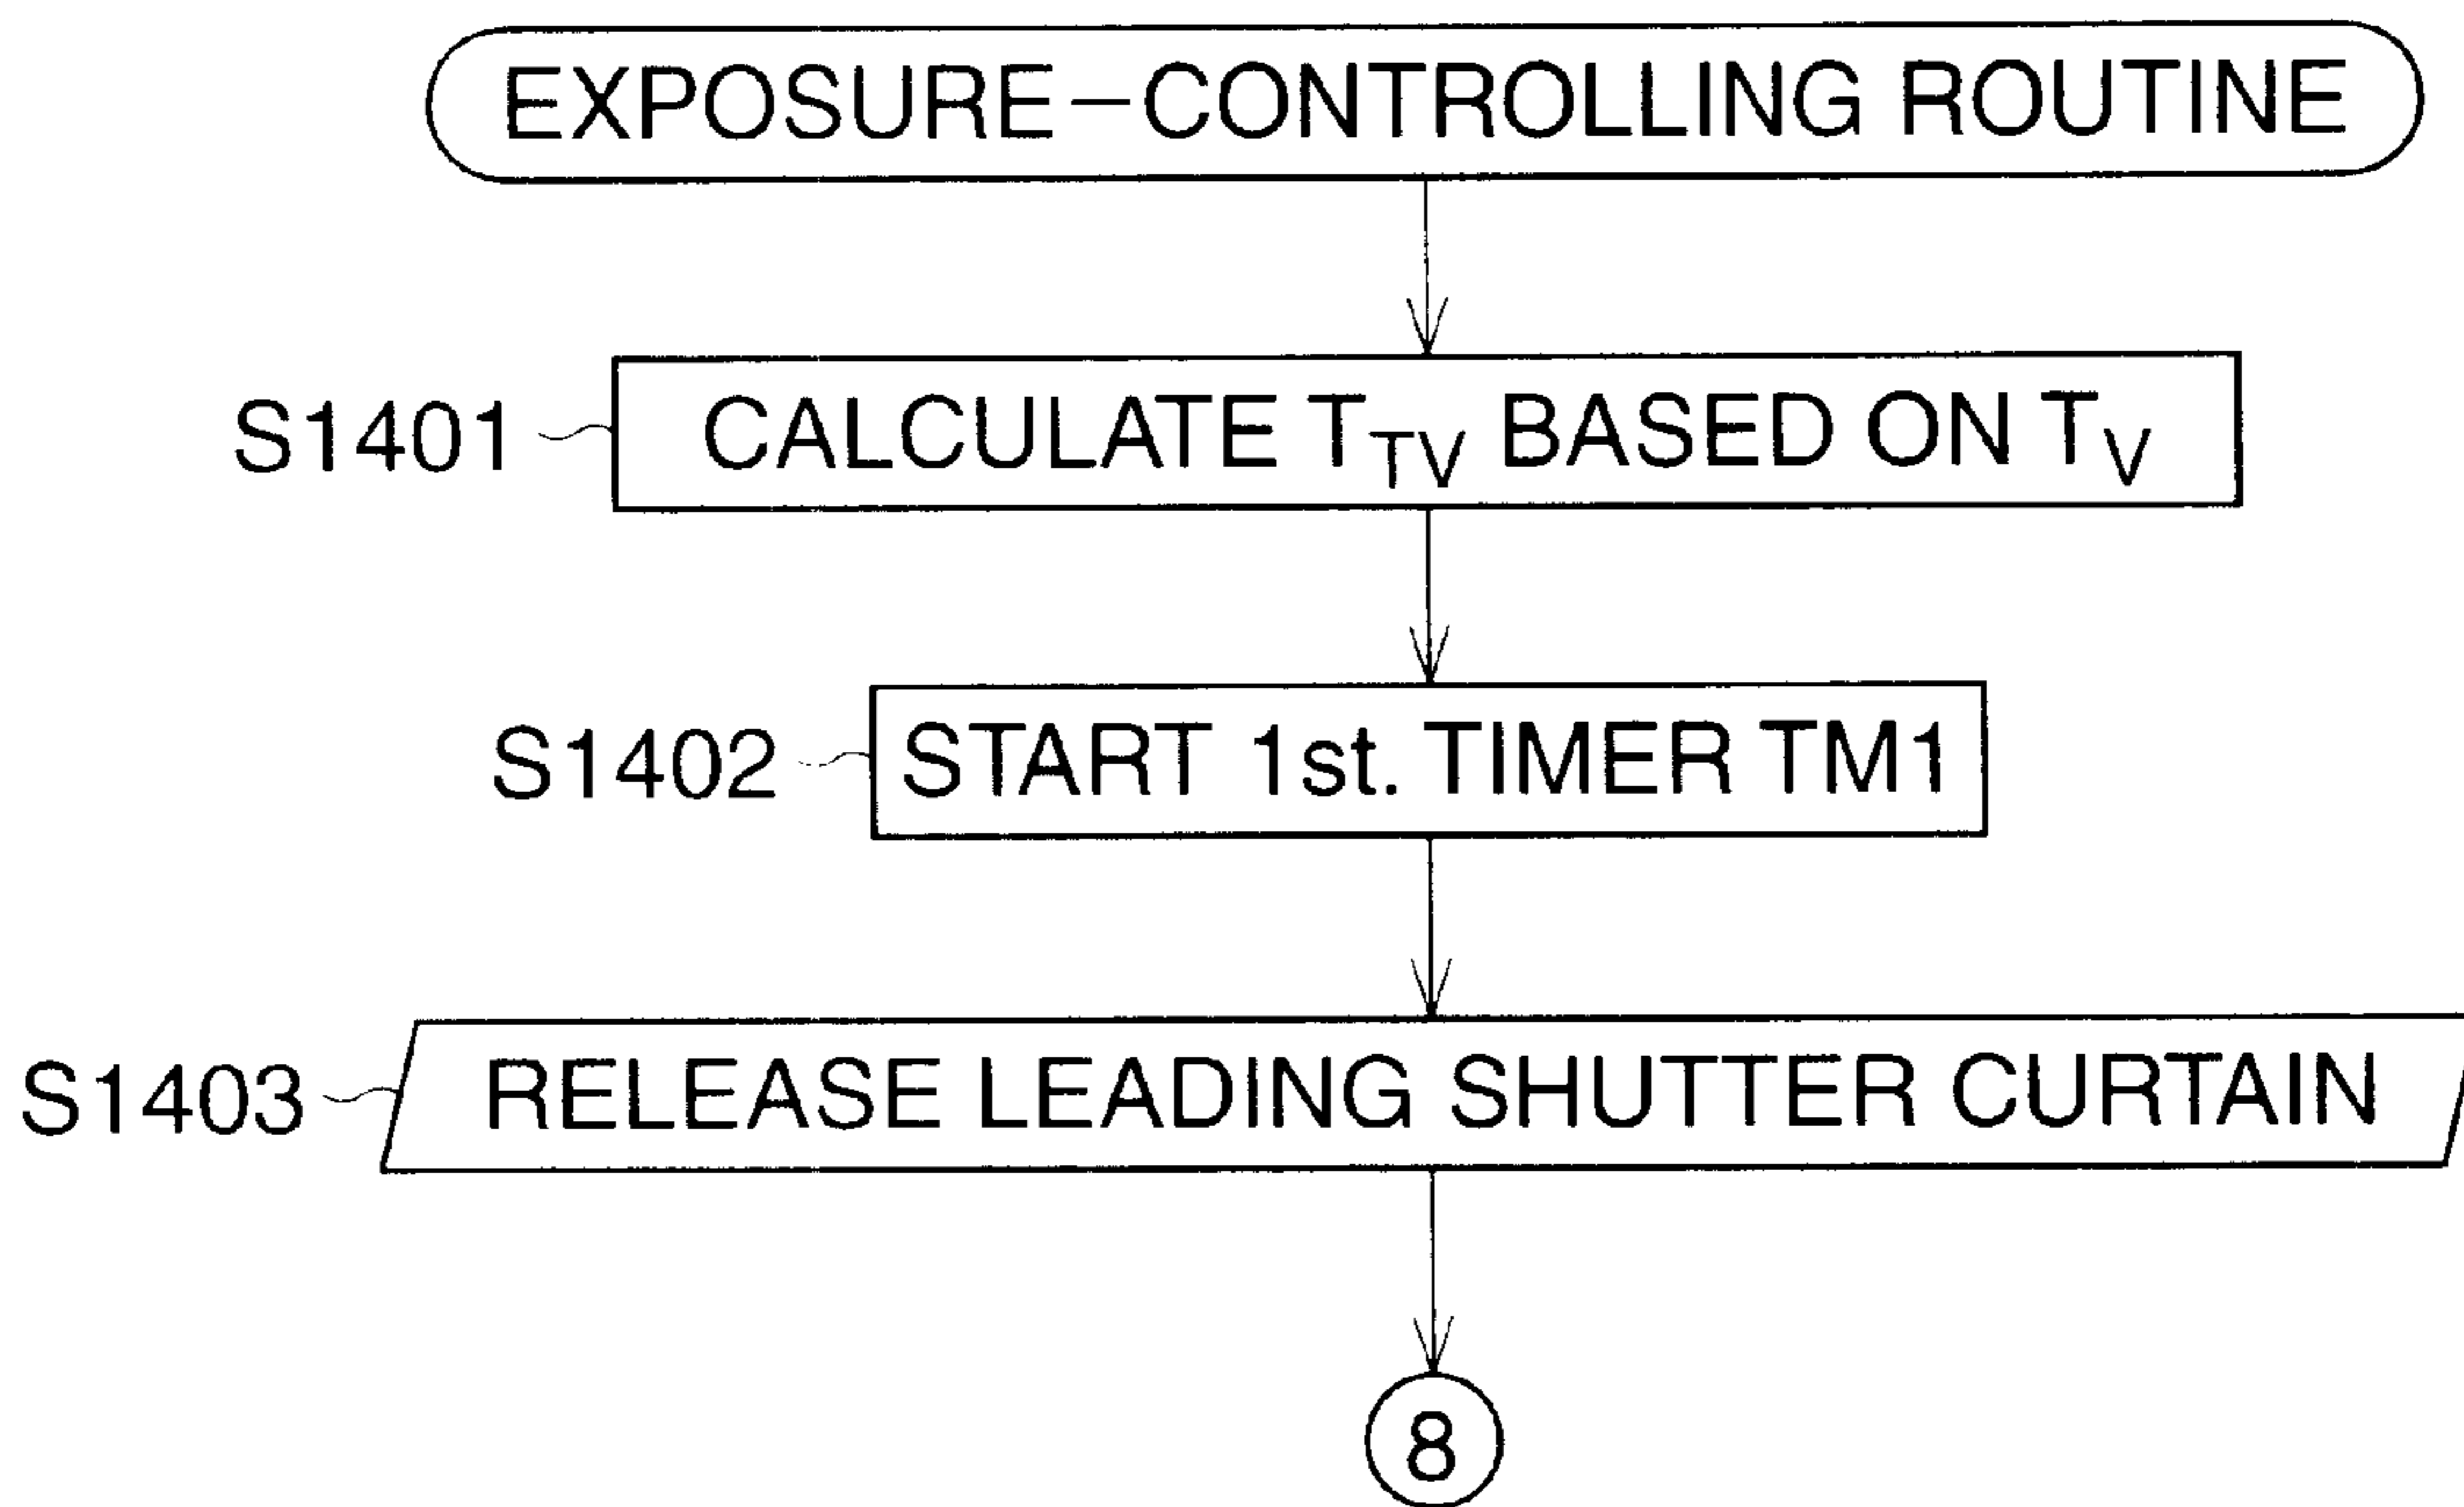 EXPOSURE-CONTROLLING ROUTINE
S1401 CALCULATE TTV BASED ON TV
S1402 START 1st. TIMER TM1
S1403 RELEASE LEADING SHUTTER CURTAIN
8